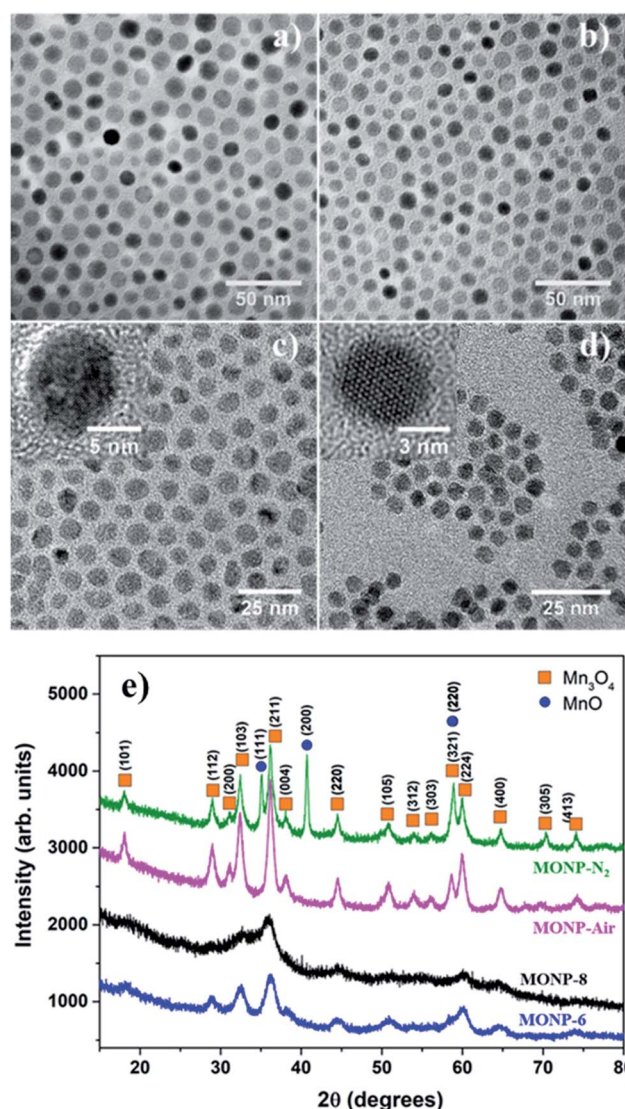 a)
b)
50 nm
50 nm
c)
d)
5 nm
3 nm
25 nm
25 nm
e)
Mn₃O₄
MnO
(101)
(112)
(200)
(103)
(111)
(211)
(004)
(200)
(220)
(105)
(312)
(303)
(321)
(220)
(224)
(400)
(305)
(413)
MONP-N₂
MONP-Air
MONP-8
MONP-6
5000
4000
3000
2000
1000
Intensity (arb. units)
20 30 40 50 60 70 80
2θ (degrees)